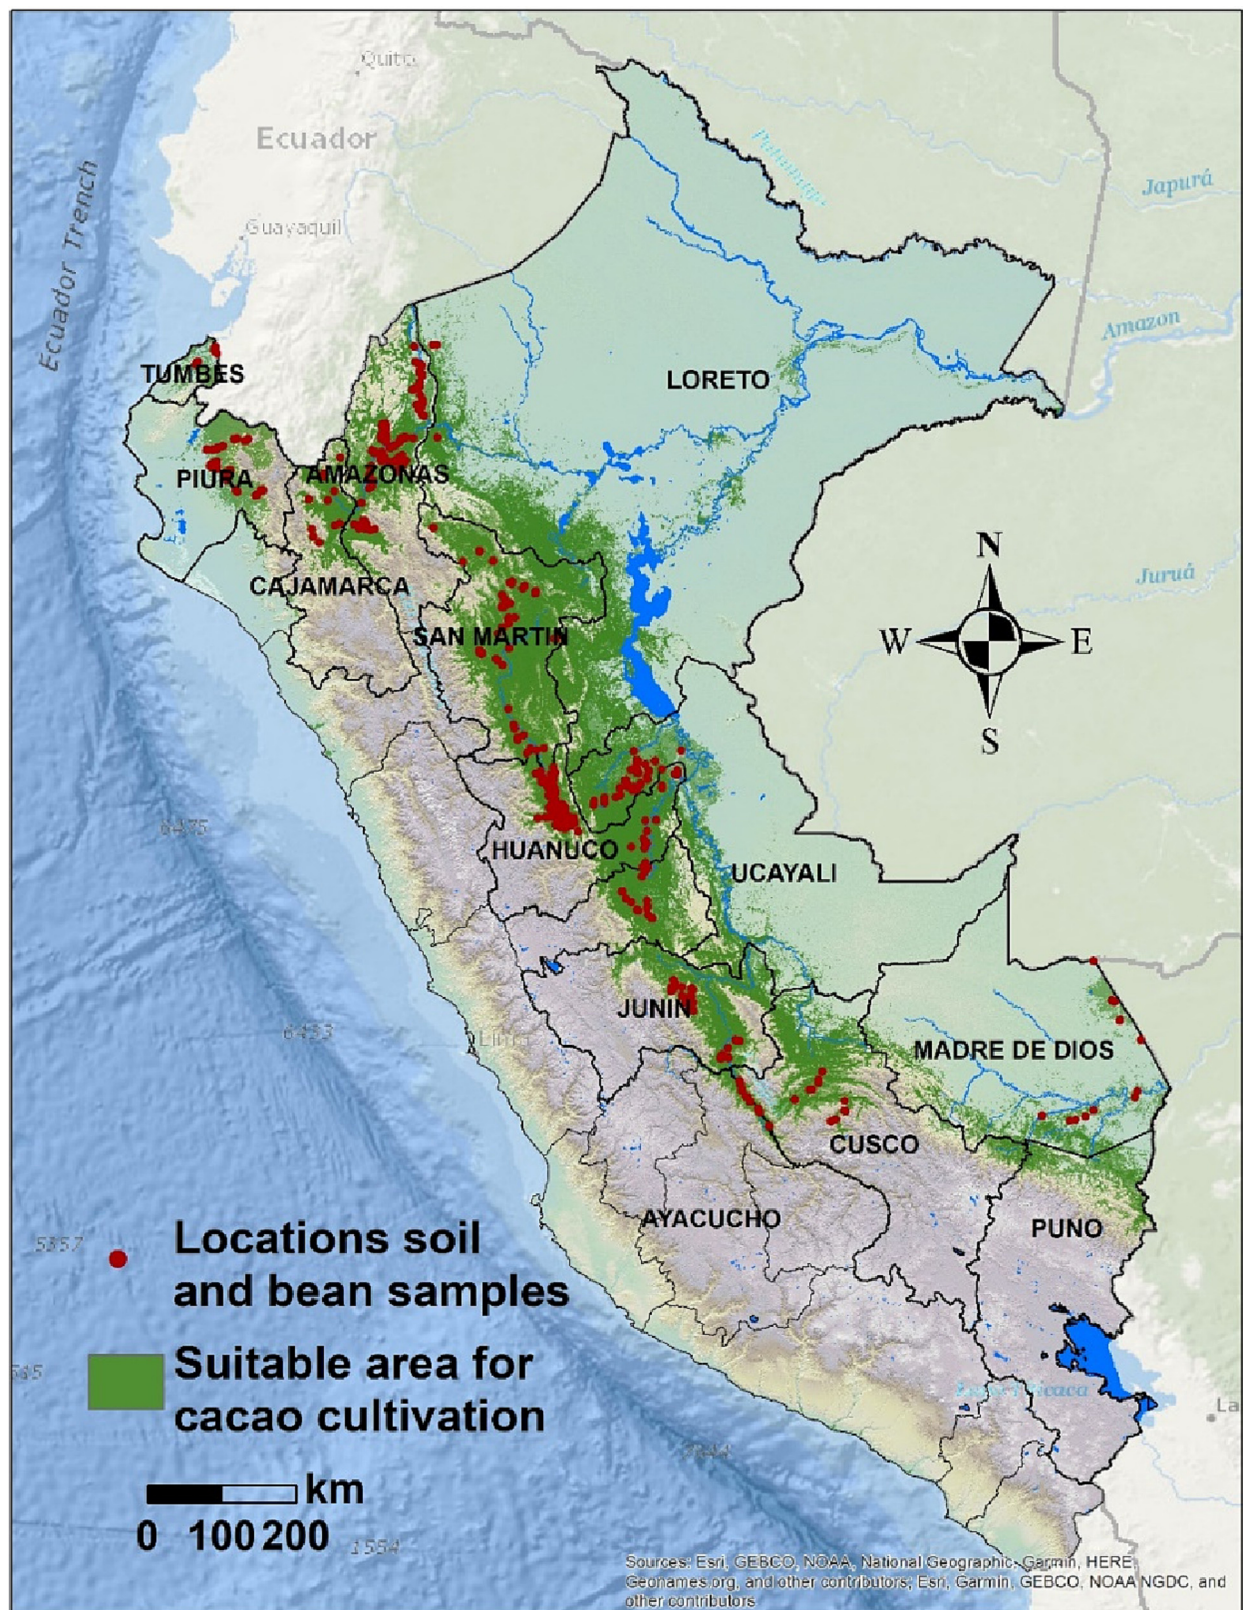 Quito
Ecuador
Japurá
Guayaquil
Ecuador Trench
Amazon
TUMBES
LORETO
PIURA
AMAZONAS
N
Juruá
CAJAMARCA
SAN MARTIN
W
E
S
6475
HUANUCO
UCAYALI
JUNIN
6433
MADRE DE DIOS
CUSCO
AYACUCHO
PUNO
Locations soil
and bean samples
5357
Suitable area for
cacao cultivation
La
km
0 100 200
1554
Sources: Esri, GEBCO, NOAA, National Geographic, Garmin, HERE,
Geonames.org, and other contributors; Esri, Garmin, GEBCO, NOAA NGDC, and
other contributors